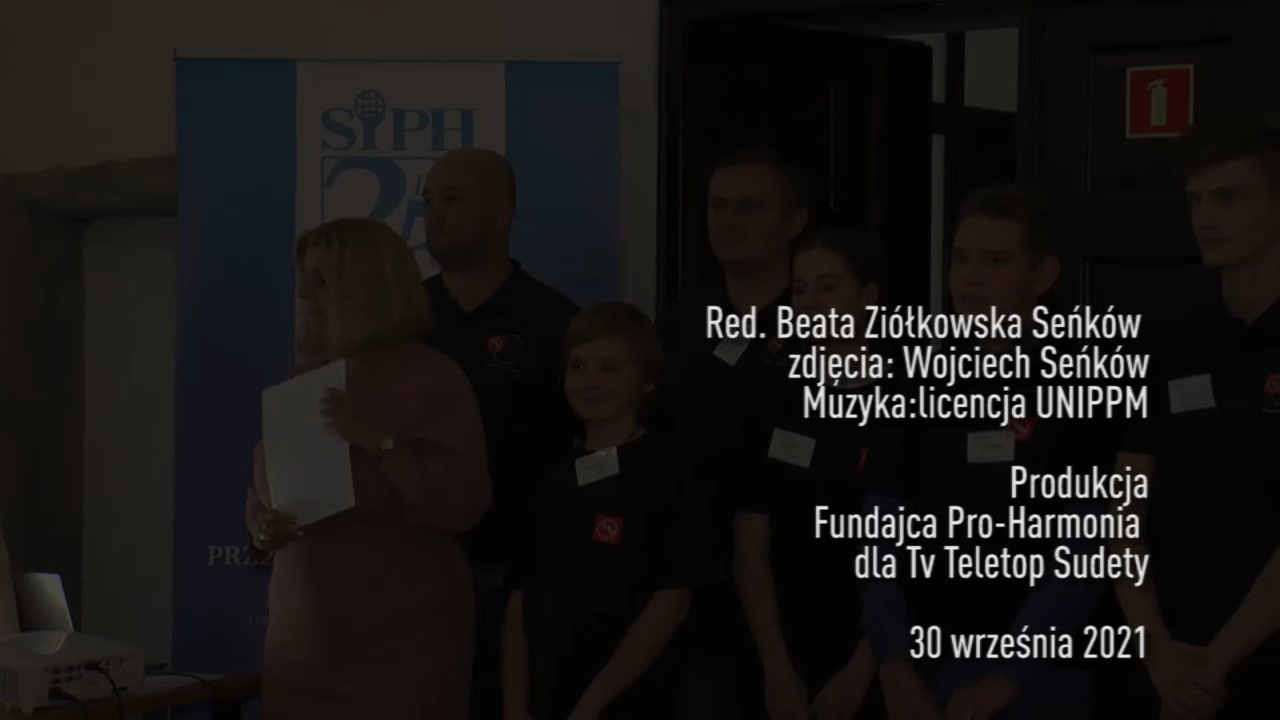 SIPH
Red. Beata Ziółkowska Seńków
zdjęcia: Wojciech Seńków
Muzyka:licencja UNIPPM
Produkcja
Fundajca Pro-Harmonia
dla Tv Teletop Sudety
30 września 2021